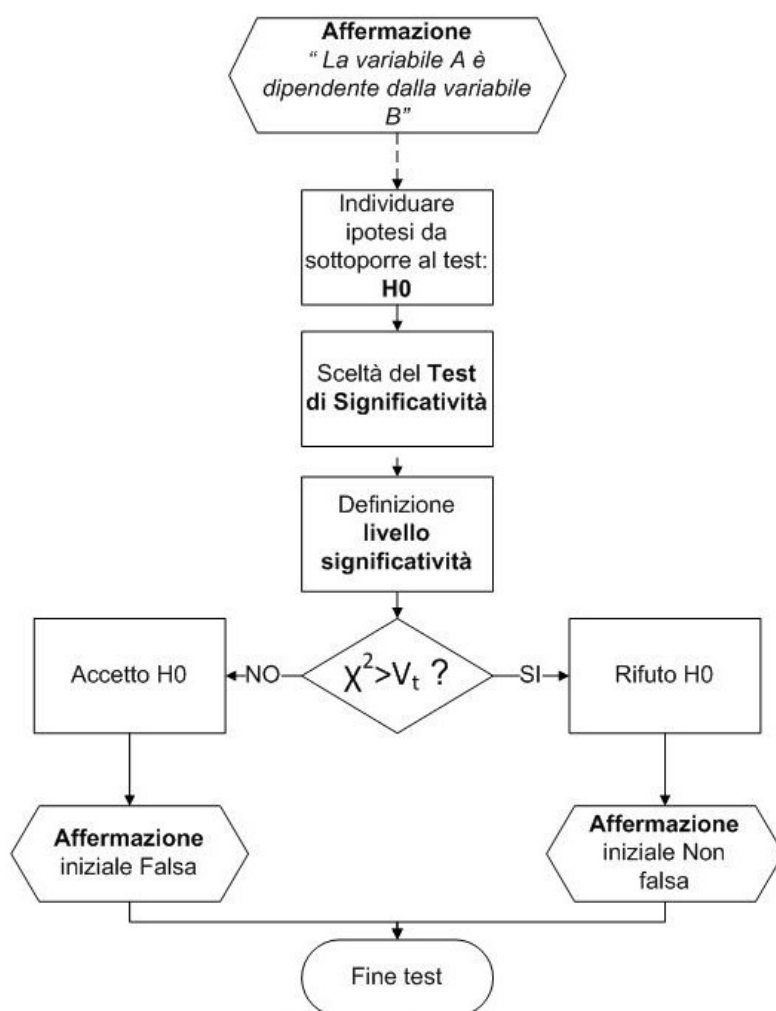 Affermazione
“ La variabile A è
dipendente dalla variabile
B”
Individuare
ipotesi da
sottoporre al test:
H0
Sceltà del Test
di Significatività
Definizione
livello
significatività
Accetto H0
NO
χ²>Vₜ ?
SI
Rifuto H0
Affermazione
iniziale Falsa
Affermazione
iniziale Non
falsa
Fine test